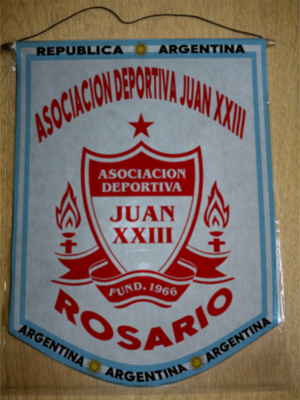 REPUBLICA ARGENTINA
ASOCIACION DEPORTIVA JUAN XXIII
ASOCIACION
DEPORTIVA
JUAN
XXIII
FUND. 1966
ROSARIO
ARGENTINA ARGENTINA ARGENTINA